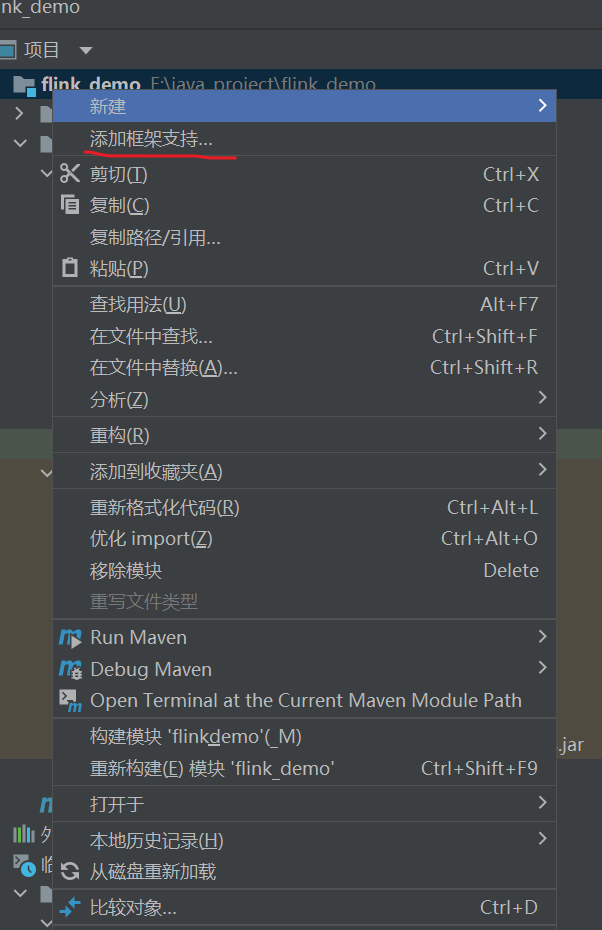 nk_demo
项目
flink_demo E:\java_project\flink_demo
新建
添加框架支持...
剪切(T) Ctrl+X
复制(C) Ctrl+C
复制路径/引用...
粘贴(P) Ctrl+V
查找用法(U) Alt+F7
在文件中查找... Ctrl+Shift+F
在文件中替换(A)... Ctrl+Shift+R
分析(Z)
重构(R)
添加到收藏夹(A)
重新格式化代码(R) Ctrl+Alt+L
优化 import(Z) Ctrl+Alt+O
移除模块 Delete
重写文件类型
Run Maven
Debug Maven
Open Terminal at the Current Maven Module Path
构建模块 'flinkdemo'(_M)
.jar
重新构建(E) 模块 'flink_demo' Ctrl+Shift+F9
打开于
外
本地历史记录(H)
临
从磁盘重新加载
比较对象... Ctrl+D